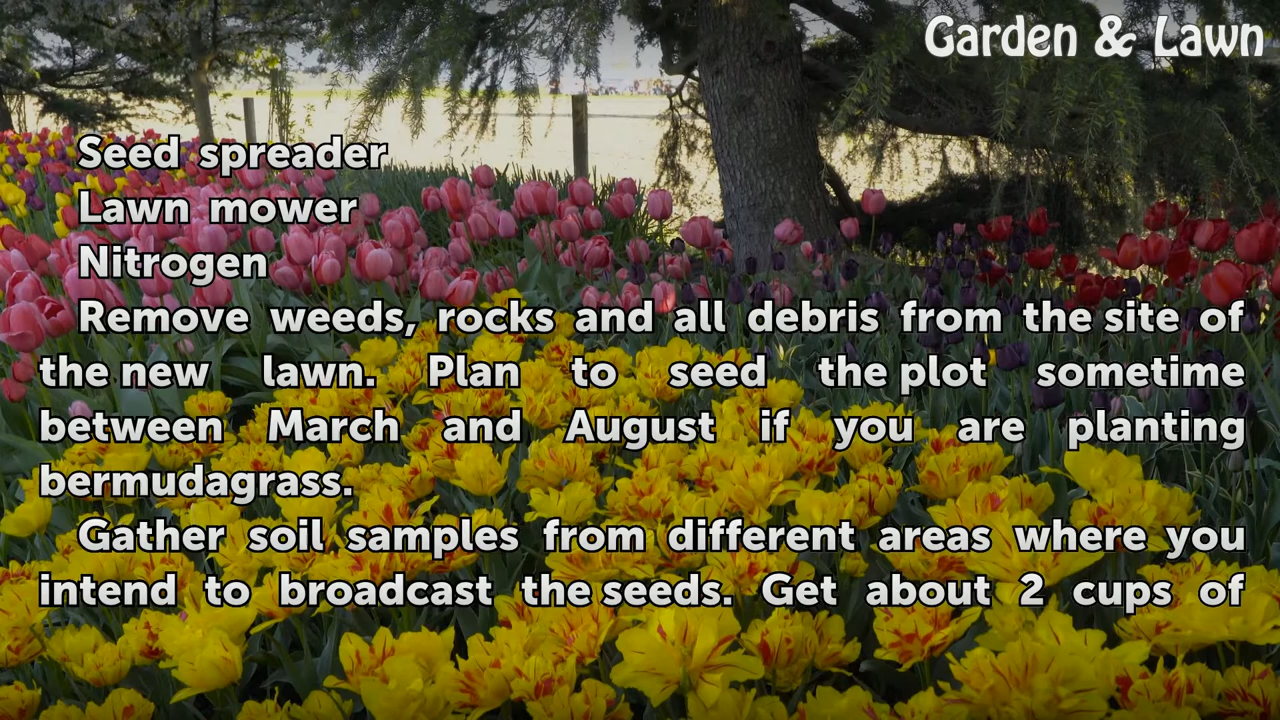 Garden & Lawn
Seed spreader
Lawn mower
Nitrogen
Remove weeds, rocks and all debris from the site of
the new lawn. Plan to seed the plot sometime
between March and August if you are planting
bermudagrass.
Gather soil samples from different areas where you
intend to broadcast the seeds. Get about 2 cups of